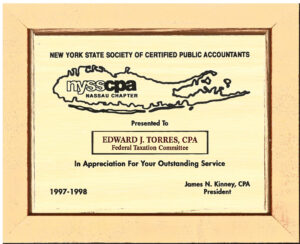 NEW YORK STATE SOCIETY OF CERTIFIED PUBLIC ACCOUNTANTS
nysscpa
NASSAU CHAPTER
Presented To
EDWARD J. TORRES, CPA
Federal Taxation Committee
In Appreciation For Your Outstanding Service
James N. Kinney, CPA
1997-1998 President